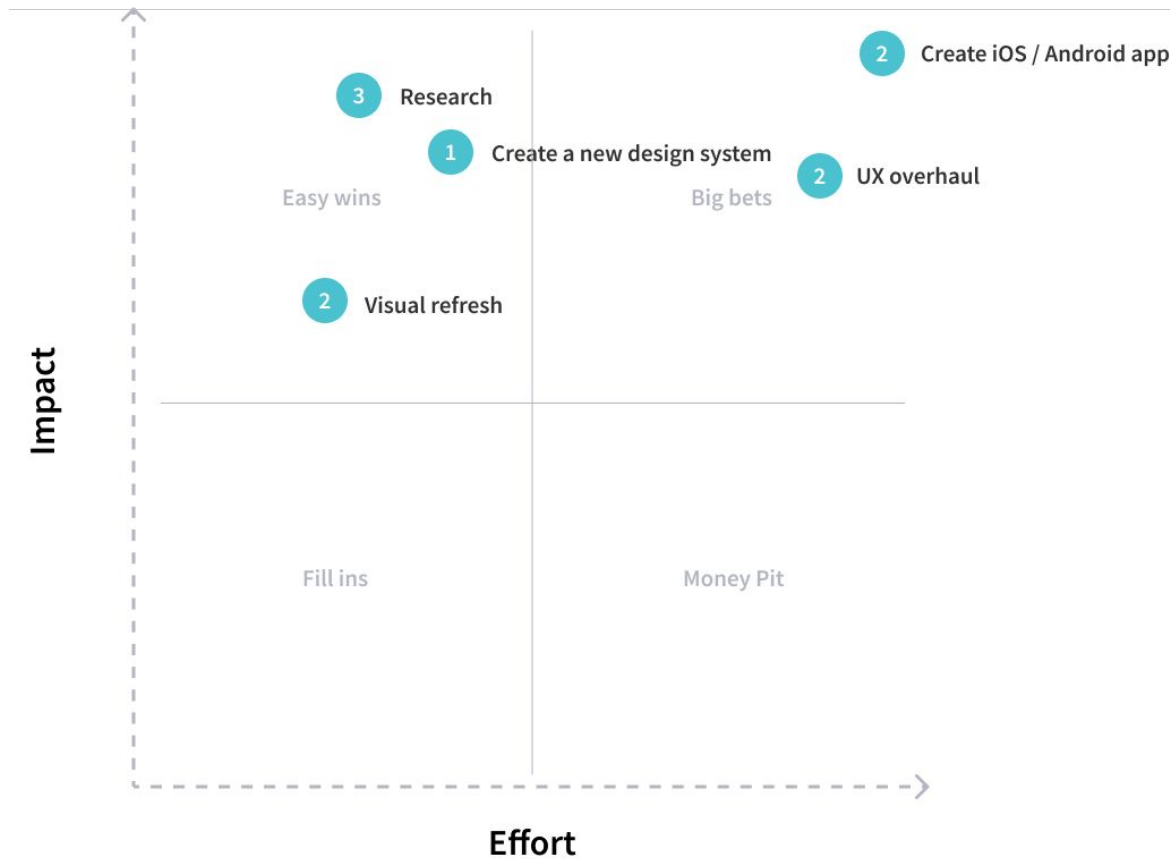 2 Create iOS / Android app
3 Research
1 Create a new design system
2 UX overhaul
Easy wins
Big bets
2 Visual refresh
Impact
Fill ins
Money Pit
Effort